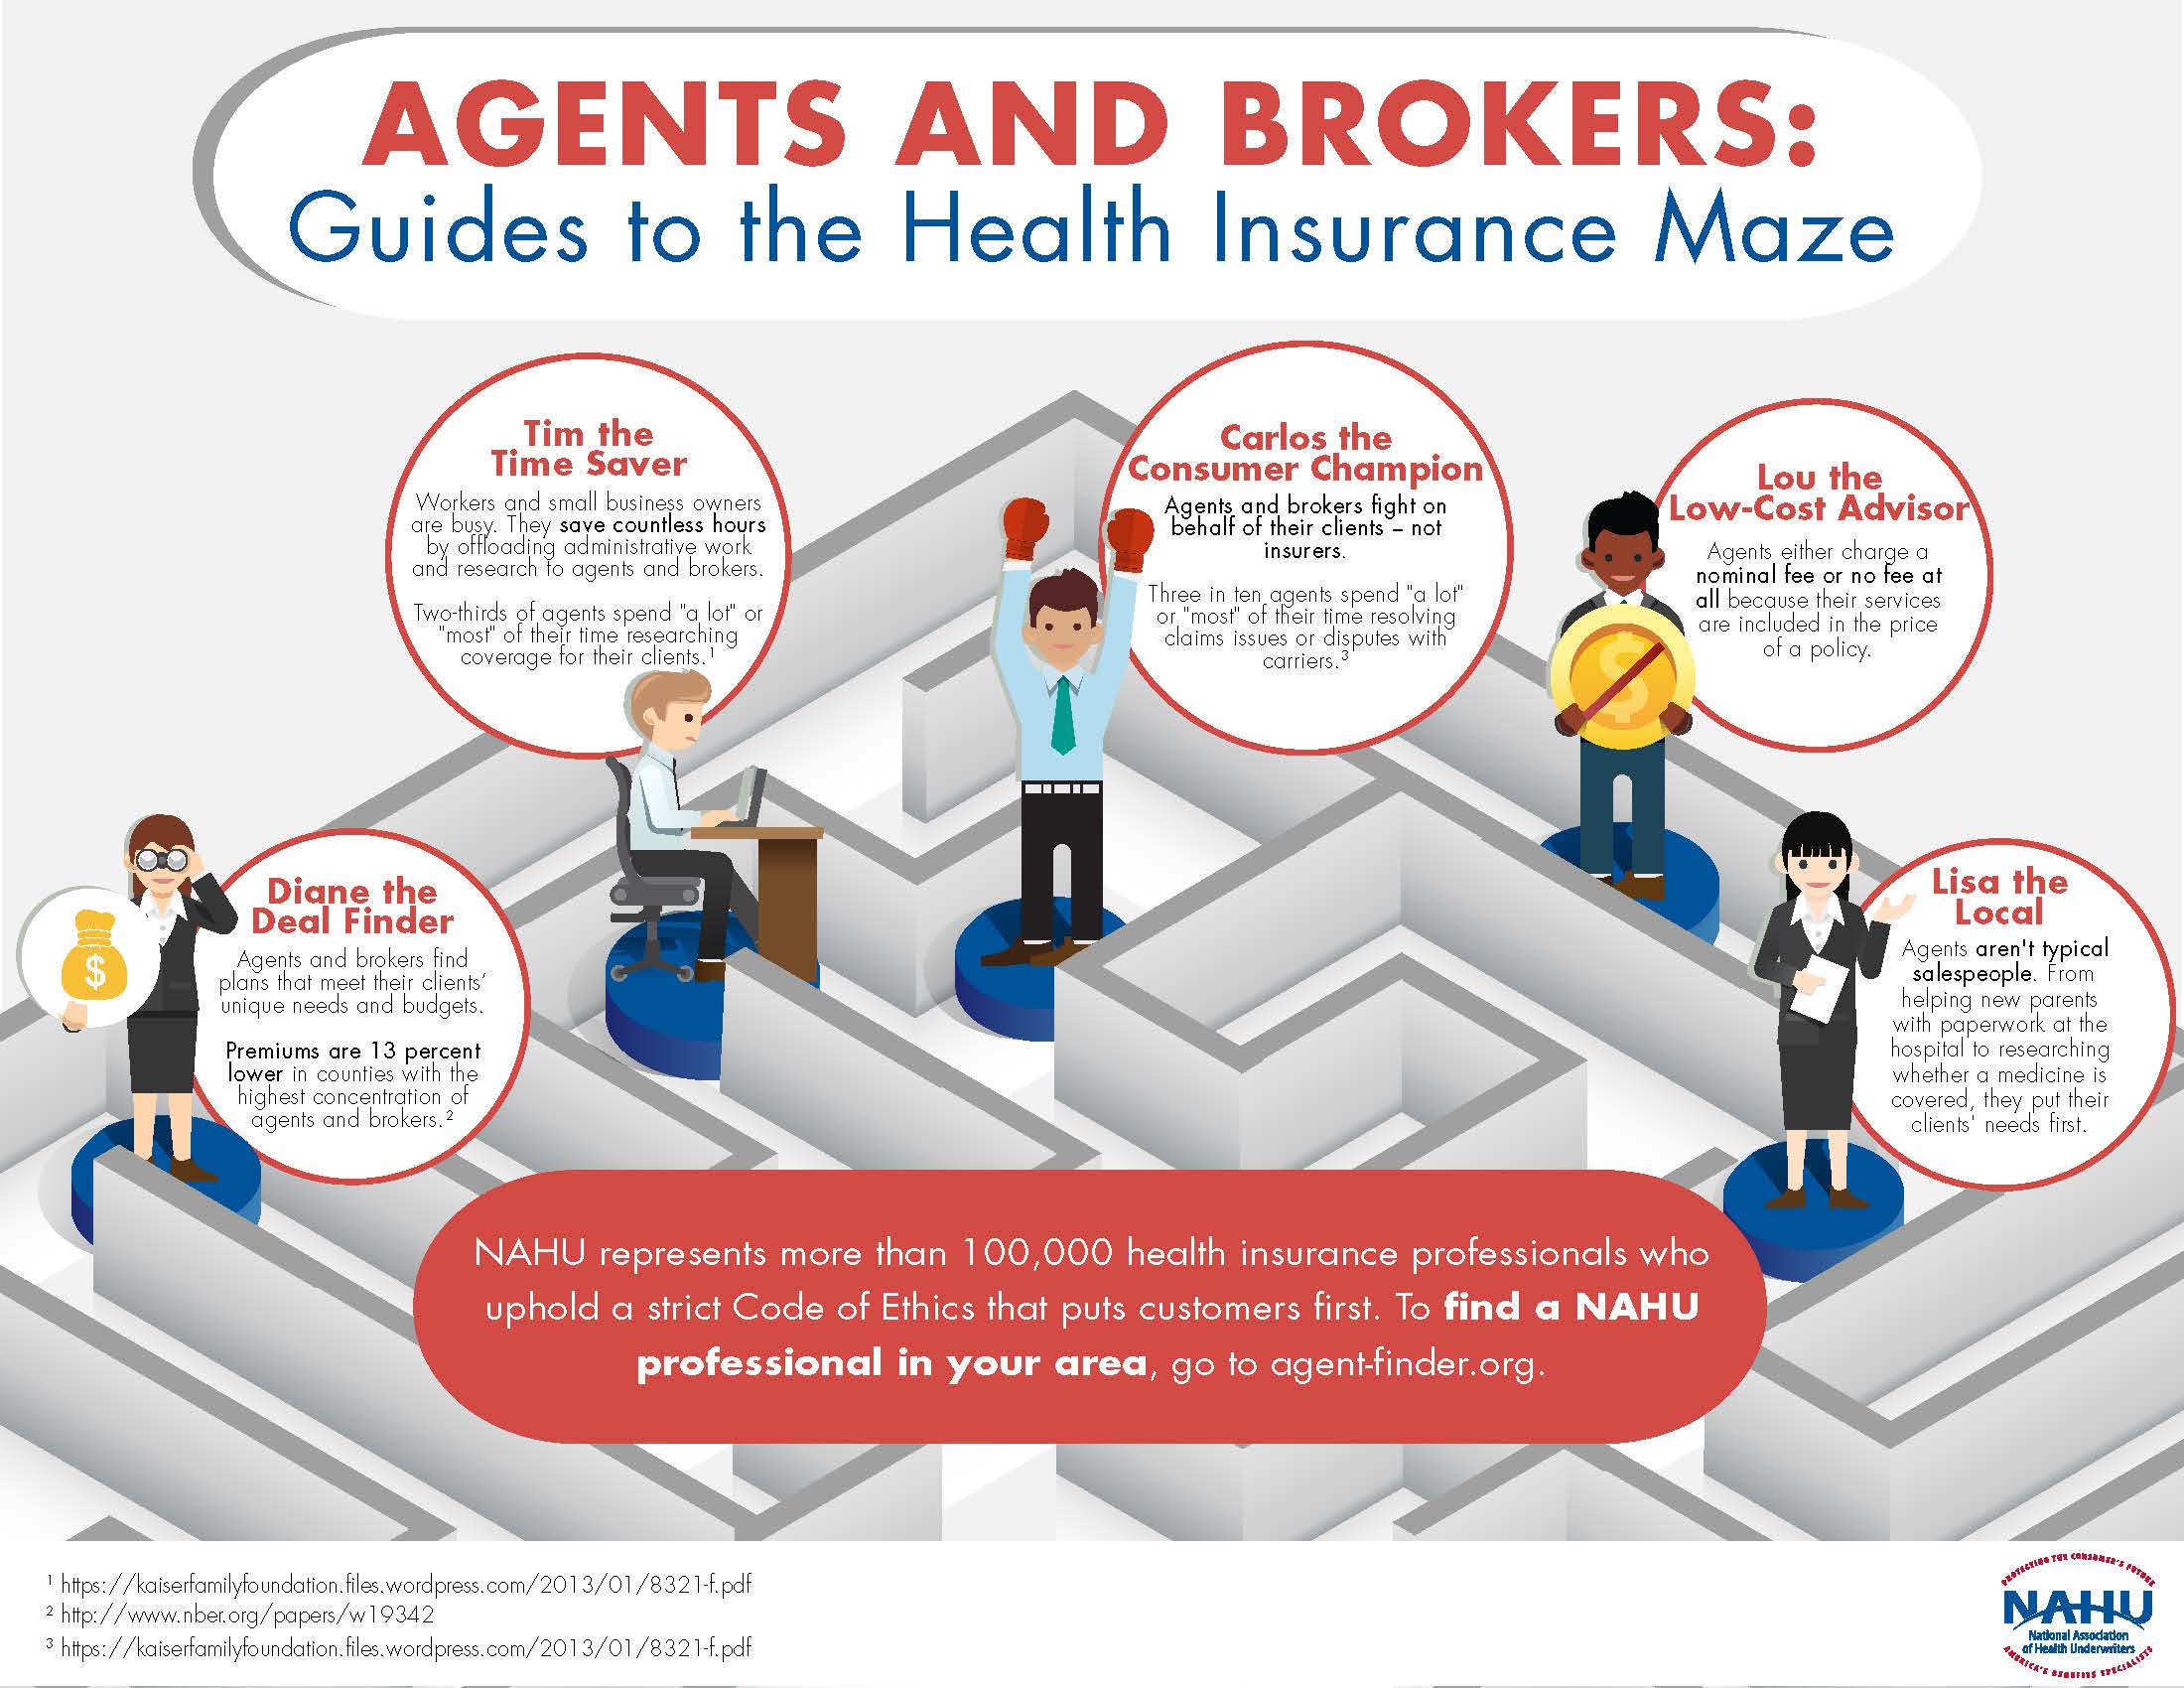 AGENTS AND BROKERS:
Guides to the Health Insurance Maze
Tim the
Time Saver
Workers and small business owners
are busy. They save countless hours
by offloading administrative work
and research to agents and brokers.
Two-thirds of agents spend "a lot" or
"most" of their time researching
coverage for their clients.¹
Carlos the
Consumer Champion
Agents and brokers fight on
behalf of their clients – not
insurers.
Three in ten agents spend "a lot"
or "most" of their time resolving
claims issues or disputes with
carriers.³
Lou the
Low-Cost Advisor
Agents either charge a
nominal fee or no fee at
all because their services
are included in the price
of a policy.
$
Diane the
Deal Finder
Agents and brokers find
plans that meet their clients’
unique needs and budgets.
Premiums are 13 percent
lower in counties with the
highest concentration of
agents and brokers.²
$
Lisa the
Local
Agents aren't typical
salespeople. From
helping new parents
with paperwork at the
hospital to researching
whether a medicine is
covered, they put their
clients' needs first.
NAHU represents more than 100,000 health insurance professionals who
uphold a strict Code of Ethics that puts customers first. To find a NAHU
professional in your area, go to agent-finder.org.
¹ https://kaiserfamilyfoundation.files.wordpress.com/2013/01/8321-f.pdf
² http://www.nber.org/papers/w19342
³ https://kaiserfamilyfoundation.files.wordpress.com/2013/01/8321-f.pdf
PROTECTING THE CONSUMER'S FUTURE
NAHU
National Association
of Health Underwriters
AMERICA'S BENEFITS SPECIALISTS